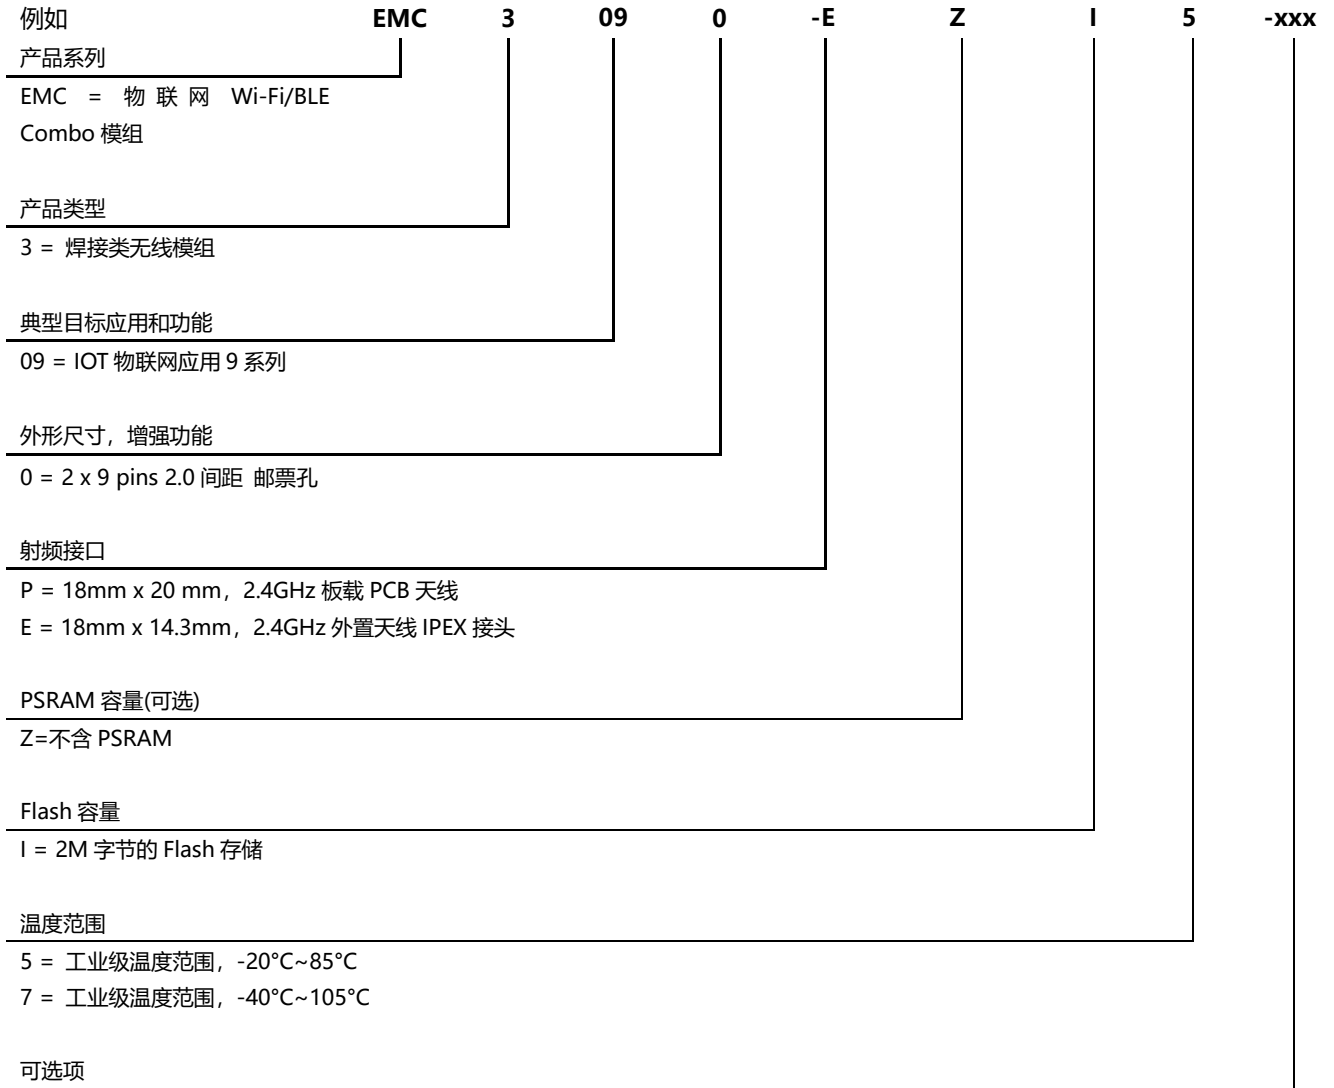 例如 EMC 3 09 0 -E Z I 5 -xxx
产品系列
EMC = 物 联 网 Wi-Fi/BLE
Combo 模组
产品类型
3 = 焊接类无线模组
典型目标应用和功能
09 = IOT 物联网应用 9 系列
外形尺寸，增强功能
0 = 2 x 9 pins 2.0 间距 邮票孔
射频接口
P = 18mm x 20 mm，2.4GHz 板载 PCB 天线
E = 18mm x 14.3mm，2.4GHz 外置天线 IPEX 接头
PSRAM 容量(可选)
Z=不含 PSRAM
Flash 容量
I = 2M 字节的 Flash 存储
温度范围
5 = 工业级温度范围，-20°C~85°C
7 = 工业级温度范围，-40°C~105°C
可选项